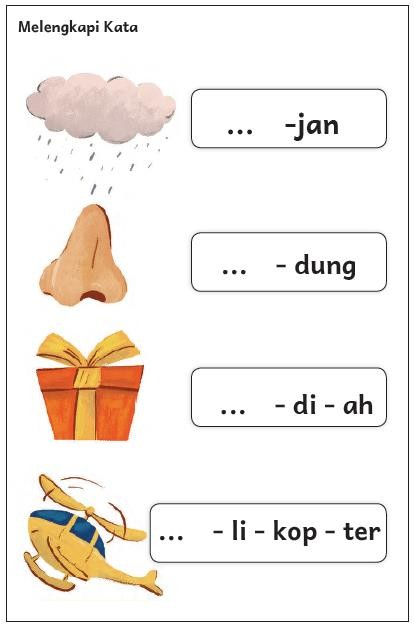 Melengkapi Kata
... -jan
... - dung
... - di - ah
... - li - kop - ter